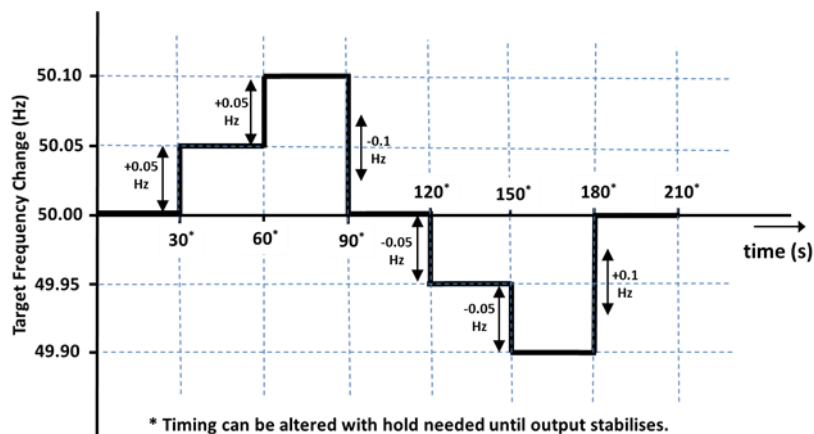 Target Frequency Change (Hz)
50.10
50.05
50.00
49.95
49.90
+0.05
Hz
+0.05
Hz
-0.1
Hz
30*
60*
90*
120*
150*
180*
210*
-0.05
Hz
-0.05
Hz
+0.1
Hz
time (s)
* Timing can be altered with hold needed until output stabilises.